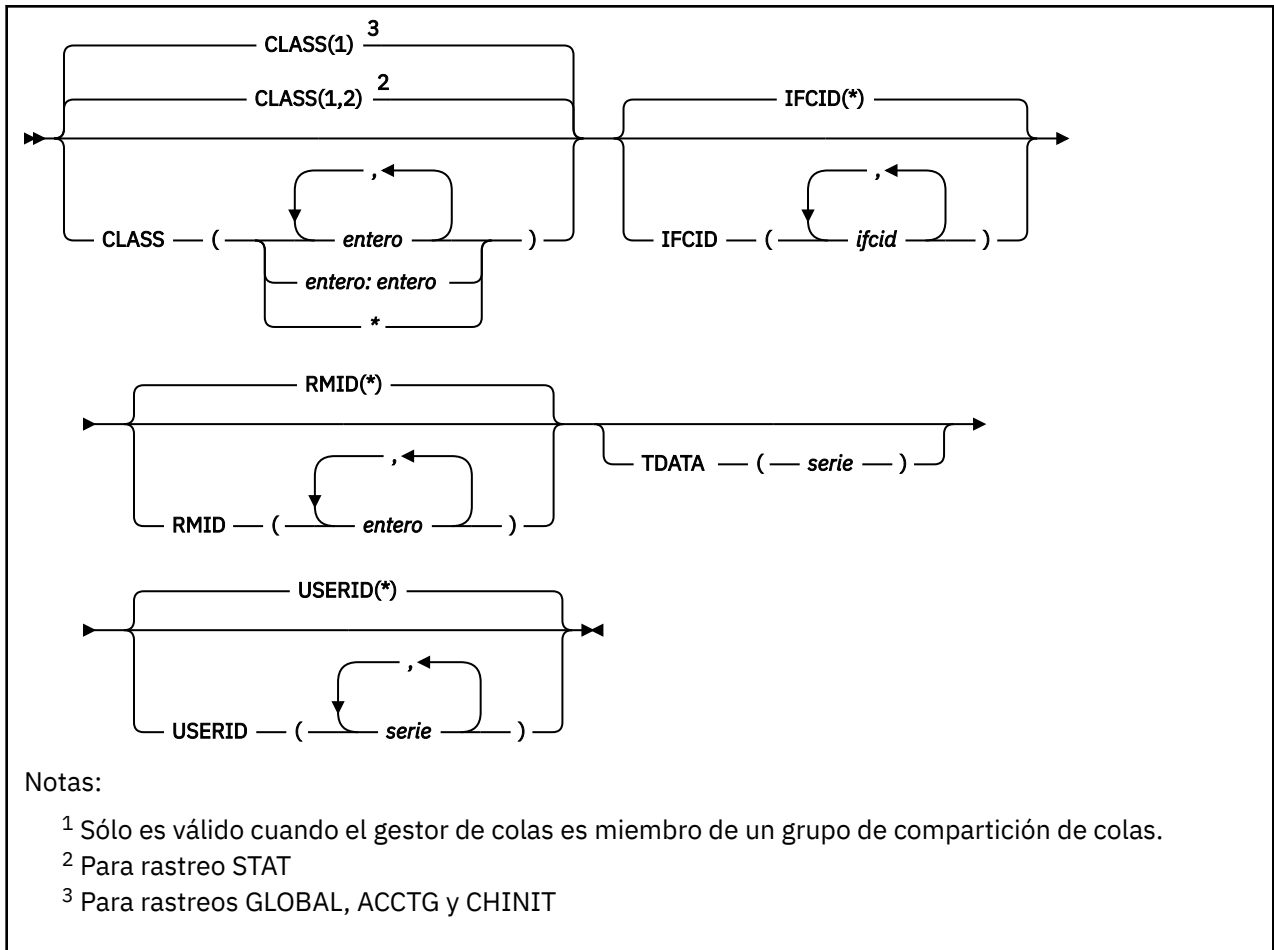 CLASS(1) 3
CLASS(1,2) 2
IFCID(*)
,
,
CLASS ( entero )
IFCID ( ifcid )
entero: entero
*
RMID(*)
,
TDATA ( serie )
RMID ( entero )
USERID(*)
,
USERID ( serie )
Notas:
1 Sólo es válido cuando el gestor de colas es miembro de un grupo de compartición de colas.
2 Para rastreo STAT
3 Para rastreos GLOBAL, ACCTG y CHINIT